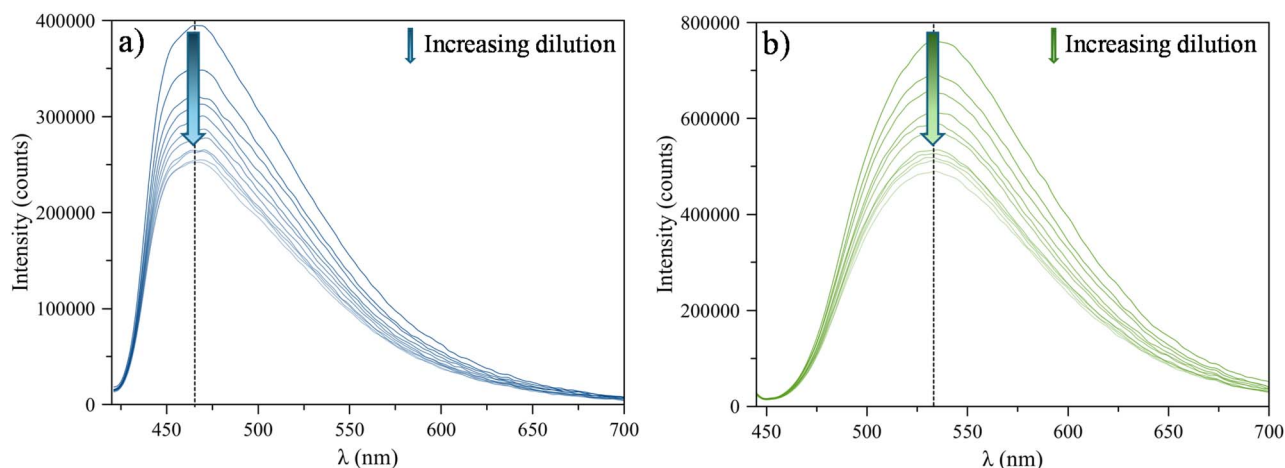 a)
Increasing dilution
400000
300000
200000
100000
0
Intensity (counts)
450
500
550
600
650
700
λ (nm)
b)
Increasing dilution
800000
600000
400000
200000
0
Intensity (counts)
450
500
550
600
650
700
λ (nm)